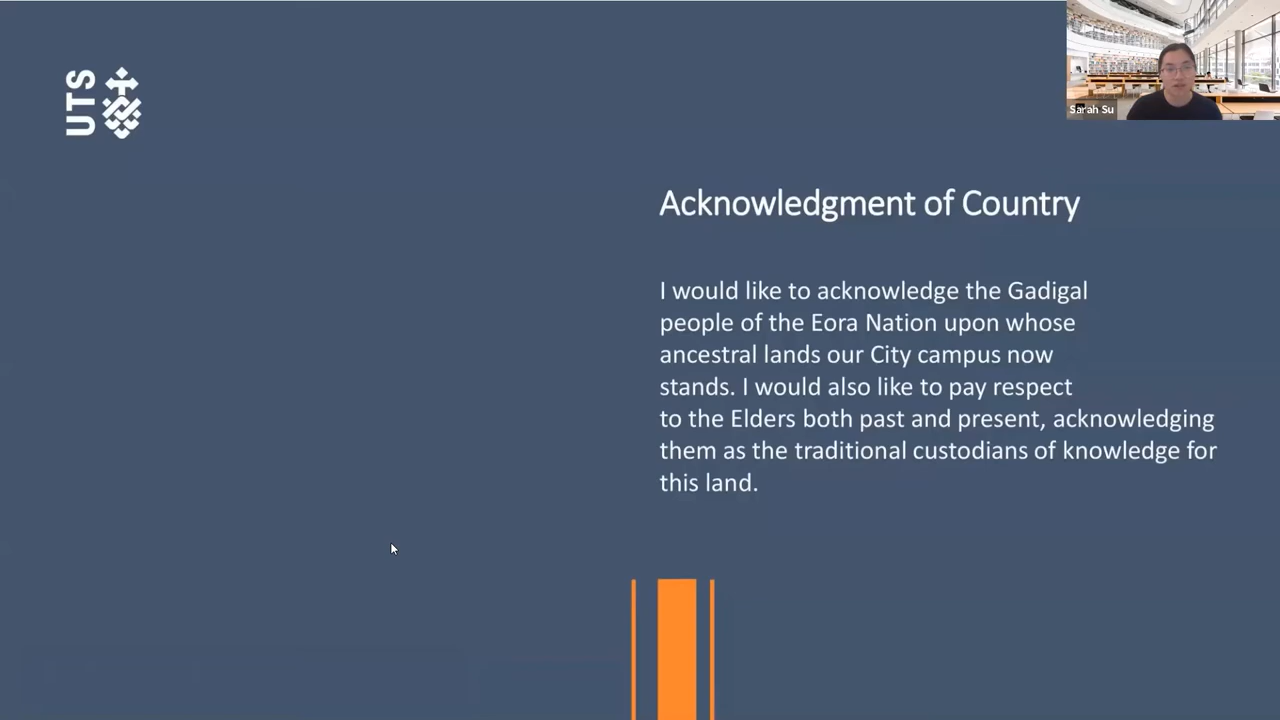 UTS
Sarah Su
Acknowledgment of Country
I would like to acknowledge the Gadigal
people of the Eora Nation upon whose
ancestral lands our City campus now
stands. I would also like to pay respect
to the Elders both past and present, acknowledging
them as the traditional custodians of knowledge for
this land.